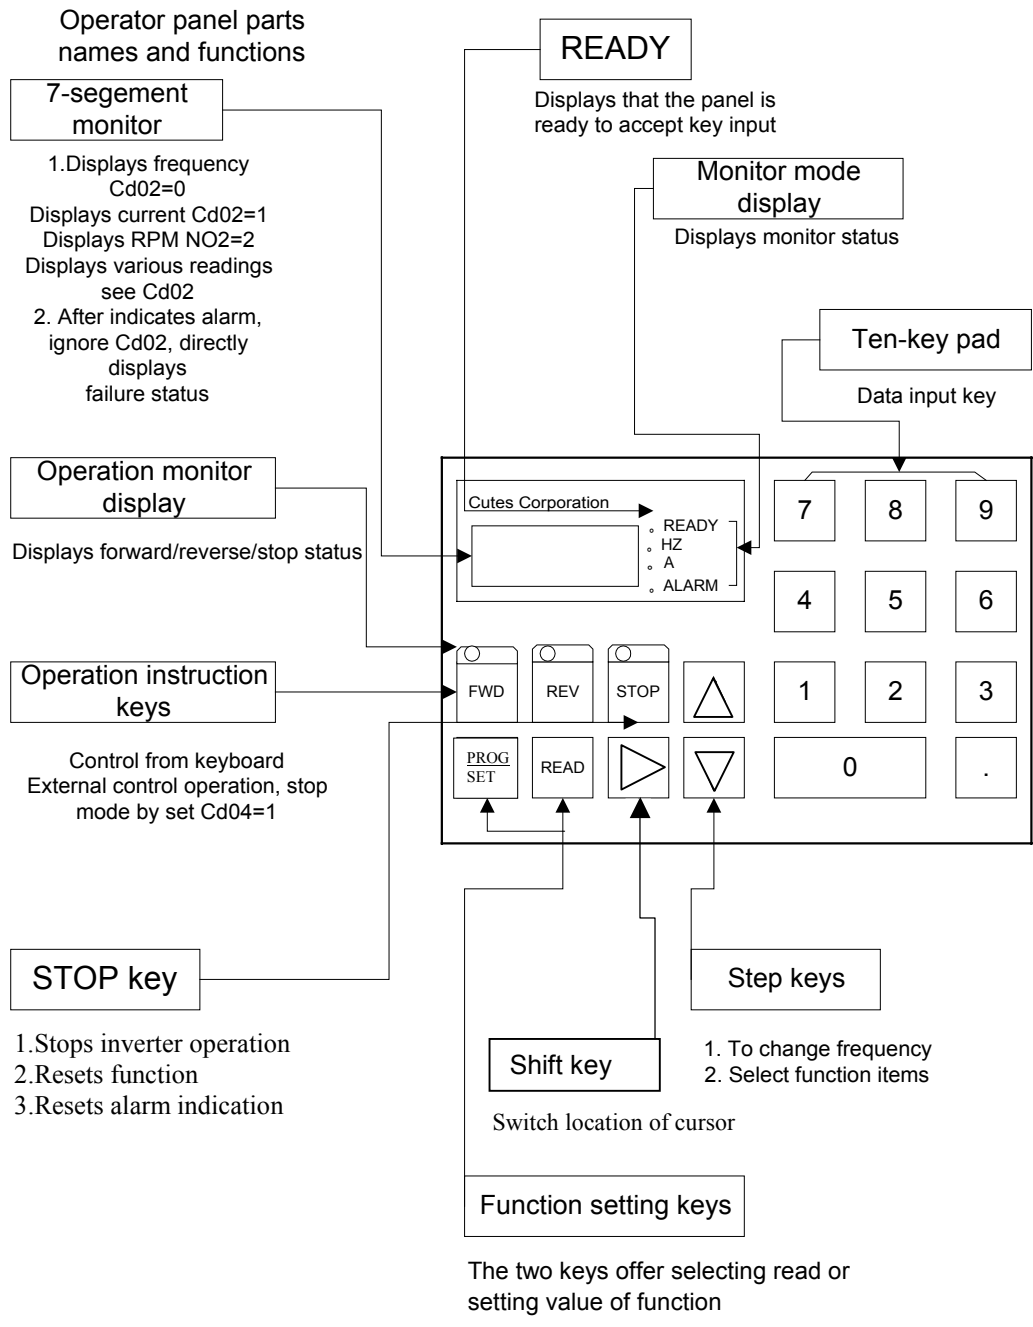 Operator panel parts
names and functions
READY
Displays that the panel is
ready to accept key input
7-segement
monitor
1.Displays frequency
Cd02=0
Displays current Cd02=1
Displays RPM NO2=2
Displays various readings
see Cd02
2. After indicates alarm,
ignore Cd02, directly
displays
failure status
Monitor mode
display
Displays monitor status
Ten-key pad
Data input key
Operation monitor
display
Displays forward/reverse/stop status
Operation instruction
keys
Control from keyboard
External control operation, stop
mode by set Cd04=1
Cutes Corporation
READY
HZ
A
ALARM
7 8 9
4 5 6
FWD REV STOP
1 2 3
PROG
SET
READ
0 .
STOP key
1.Stops inverter operation
2.Resets function
3.Resets alarm indication
Step keys
1. To change frequency
2. Select function items
Shift key
Switch location of cursor
Function setting keys
The two keys offer selecting read or
setting value of function